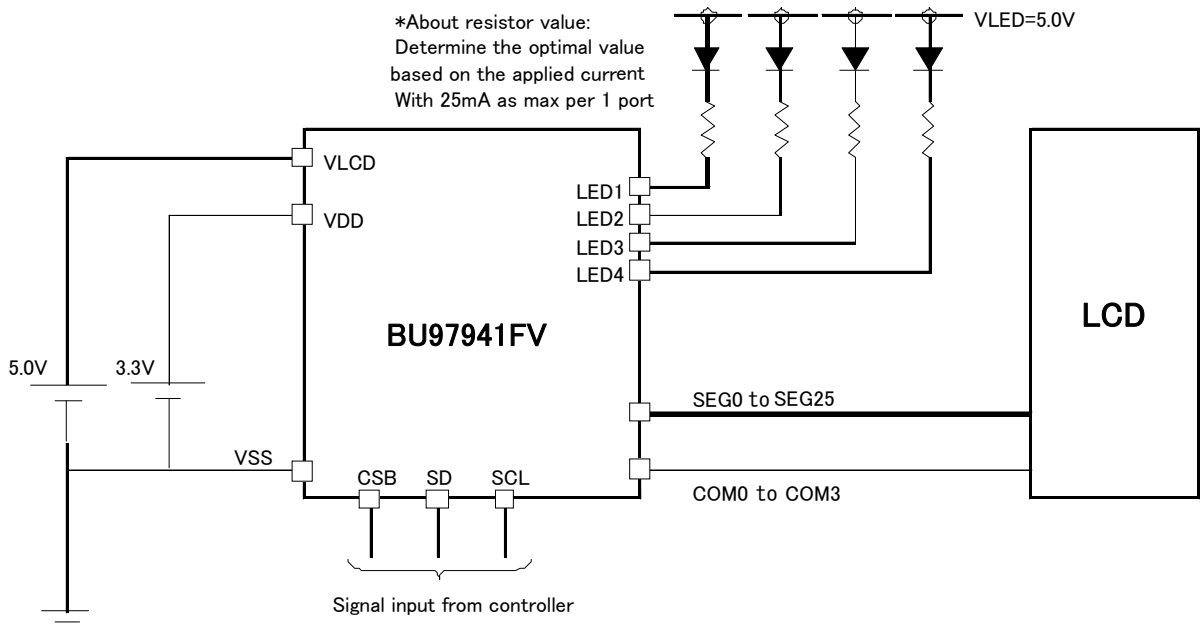 *About resistor value:
Determine the optimal value
based on the applied current
With 25mA as max per 1 port
VLED=5.0V
VLCD
VDD
LED1
LED2
LED3
LED4
BU97941FV
LCD
5.0V
3.3V
SEG0 to SEG25
VSS
CSB
SD
SCL
COM0 to COM3
Signal input from controller